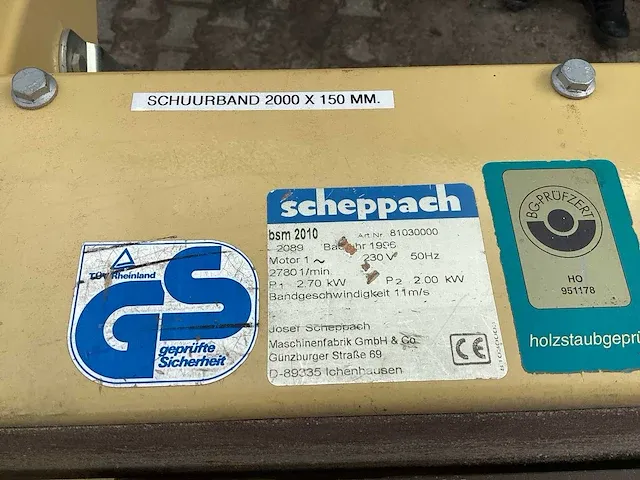 SCHUURBAND 2000 X 150 MM.
scheppach
bsm 2010 Art.Nr. 81030000
2089 Baujahr 1996
Motor 1 ~ 230 V 50Hz
2780 1/min
P1 2.70 kW P2 2.00 kW
Bandgeschwindigkeit 11m/s
Josef Scheppach
Maschinenfabrik GmbH & Co
Günzburger Straße 69
D-89335 Ichenhausen
CE
TÜV Rheinland
GS
geprüfte
Sicherheit
BG-PRÜFZERT
HO
951178
holzstaubgeprü